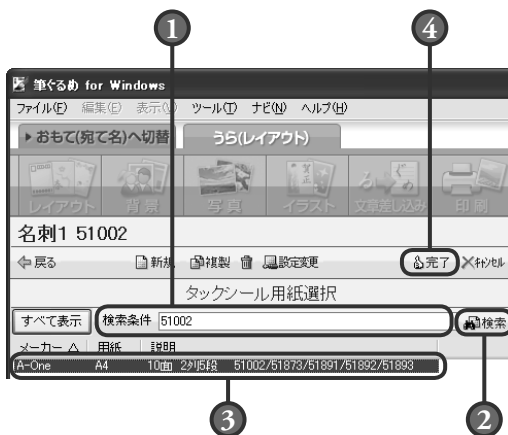 1
4
筆ぐるめ for Windows
ファイル(F) 編集(E) 表示(V) ツール(T) ナビ(N) ヘルプ(H)
おもて(宛て名)へ切替 うら(レイアウト)
レイアウト 背景 写真 イラスト 文章差し込み 印刷
名刺1 51002
戻る 新規 複製 設定変更 完了 ｷｬﾝｾﾙ
タックシール用紙選択
すべて表示 検索条件 51002 検索
メーカー △ 用紙 説明
A-One A4 10面 2列5段 51002/51873/51891/51892/51893
3
2